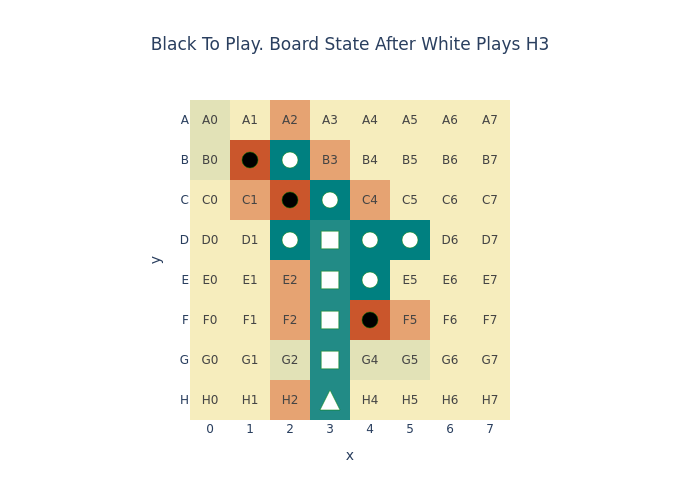 Black To Play. Board State After White Plays H3
A A0 A1 A2 A3 A4 A5 A6 A7
B B0 B3 B4 B5 B6 B7
C C0 C1 C4 C5 C6 C7
D D0 D1 D6 D7
y
E E0 E1 E2 E5 E6 E7
F F0 F1 F2 F5 F6 F7
G G0 G1 G2 G4 G5 G6 G7
H H0 H1 H2 H4 H5 H6 H7
0 1 2 3 4 5 6 7
x